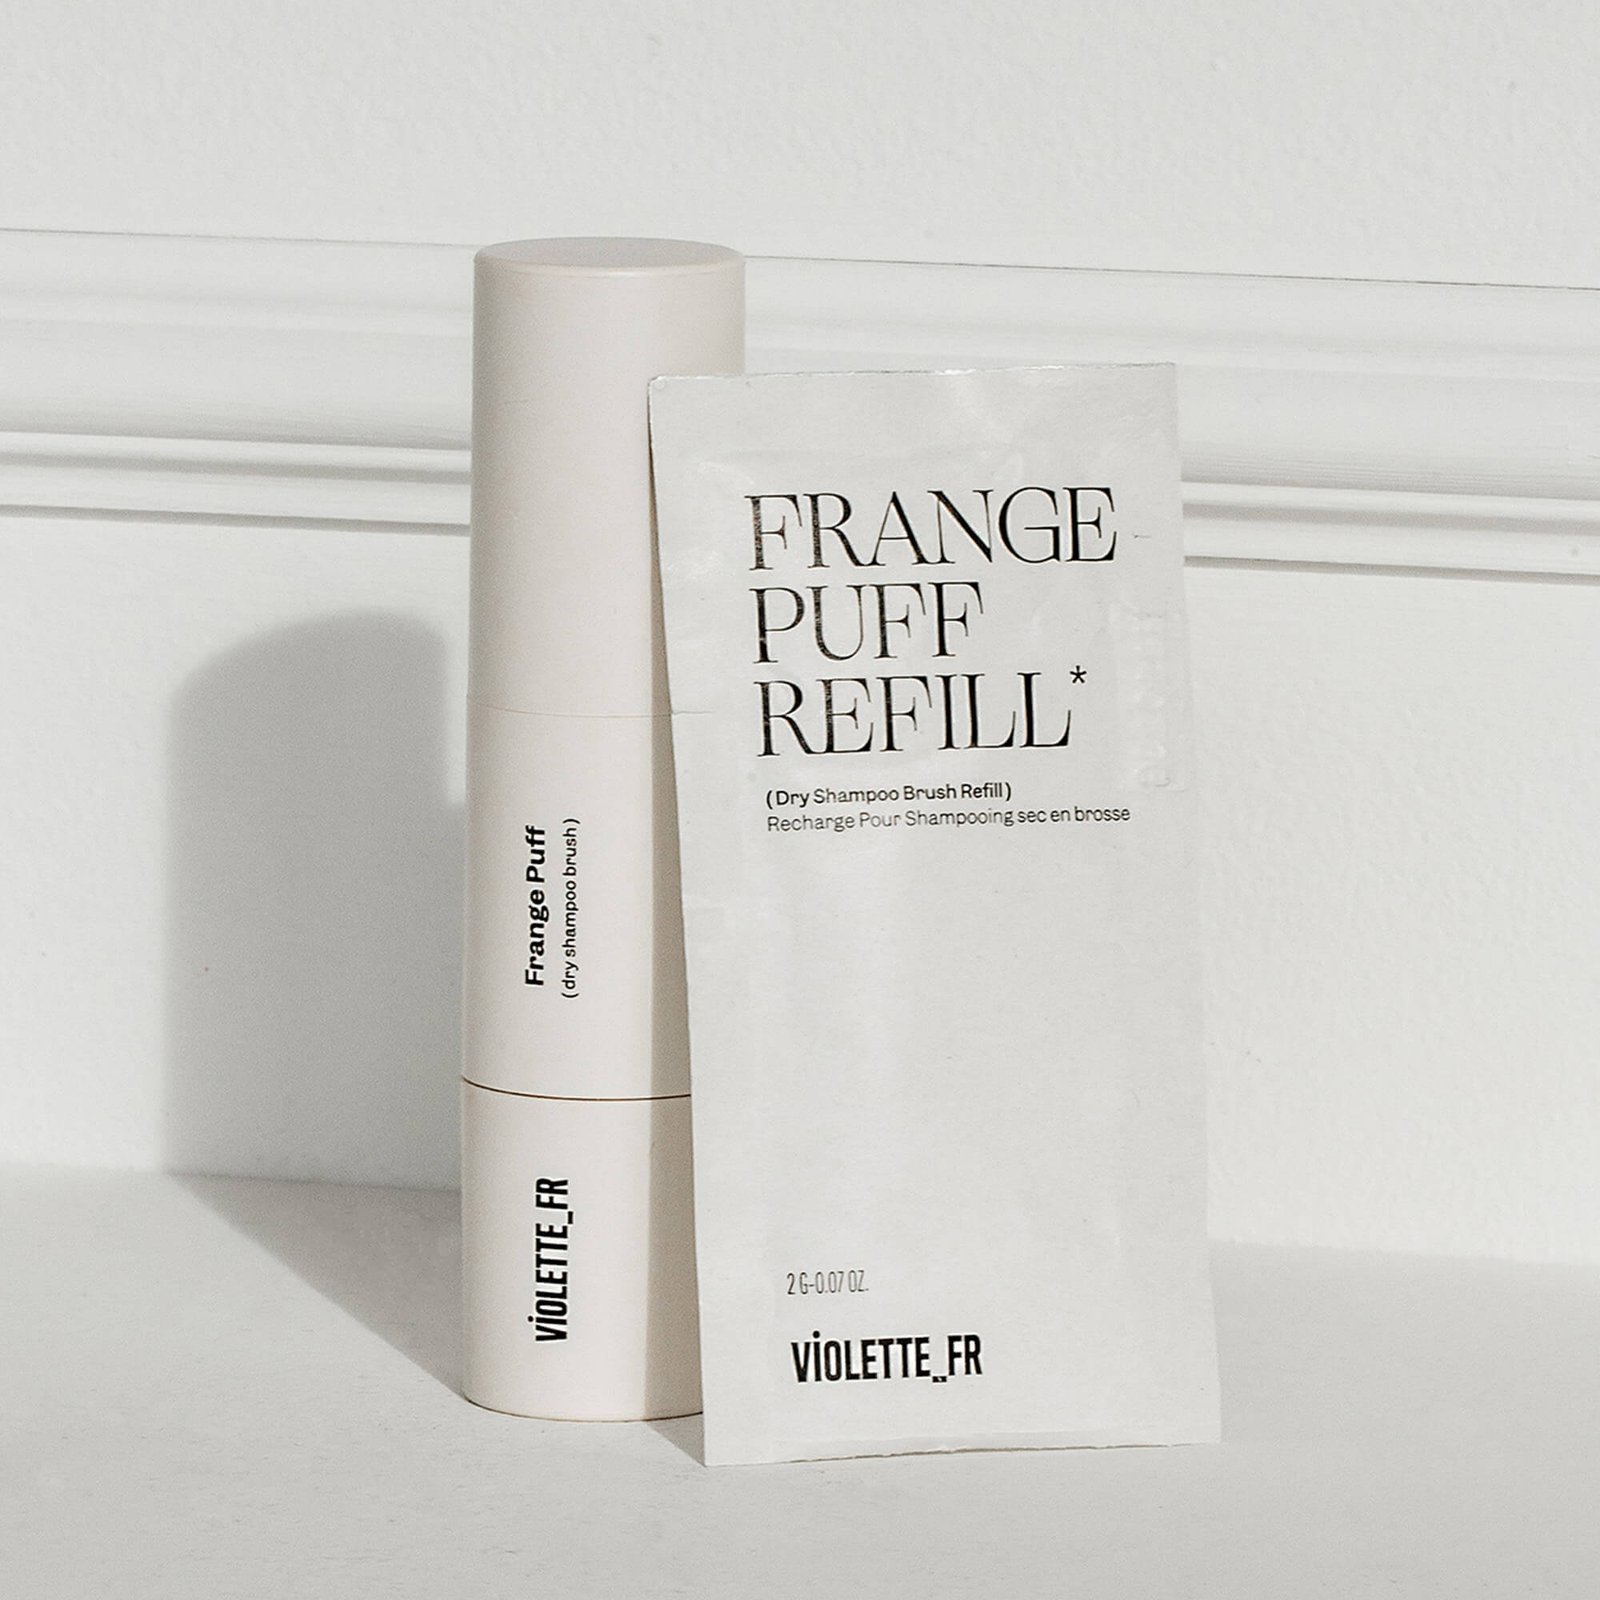 Frange Puff
(dry shampoo brush)
ViOLETTE_FR
FRANGE
PUFF
REFILL*
(Dry Shampoo Brush Refill)
Recharge Pour Shampooing sec en brosse
2 G-0.07 OZ.
ViOLETTE_FR